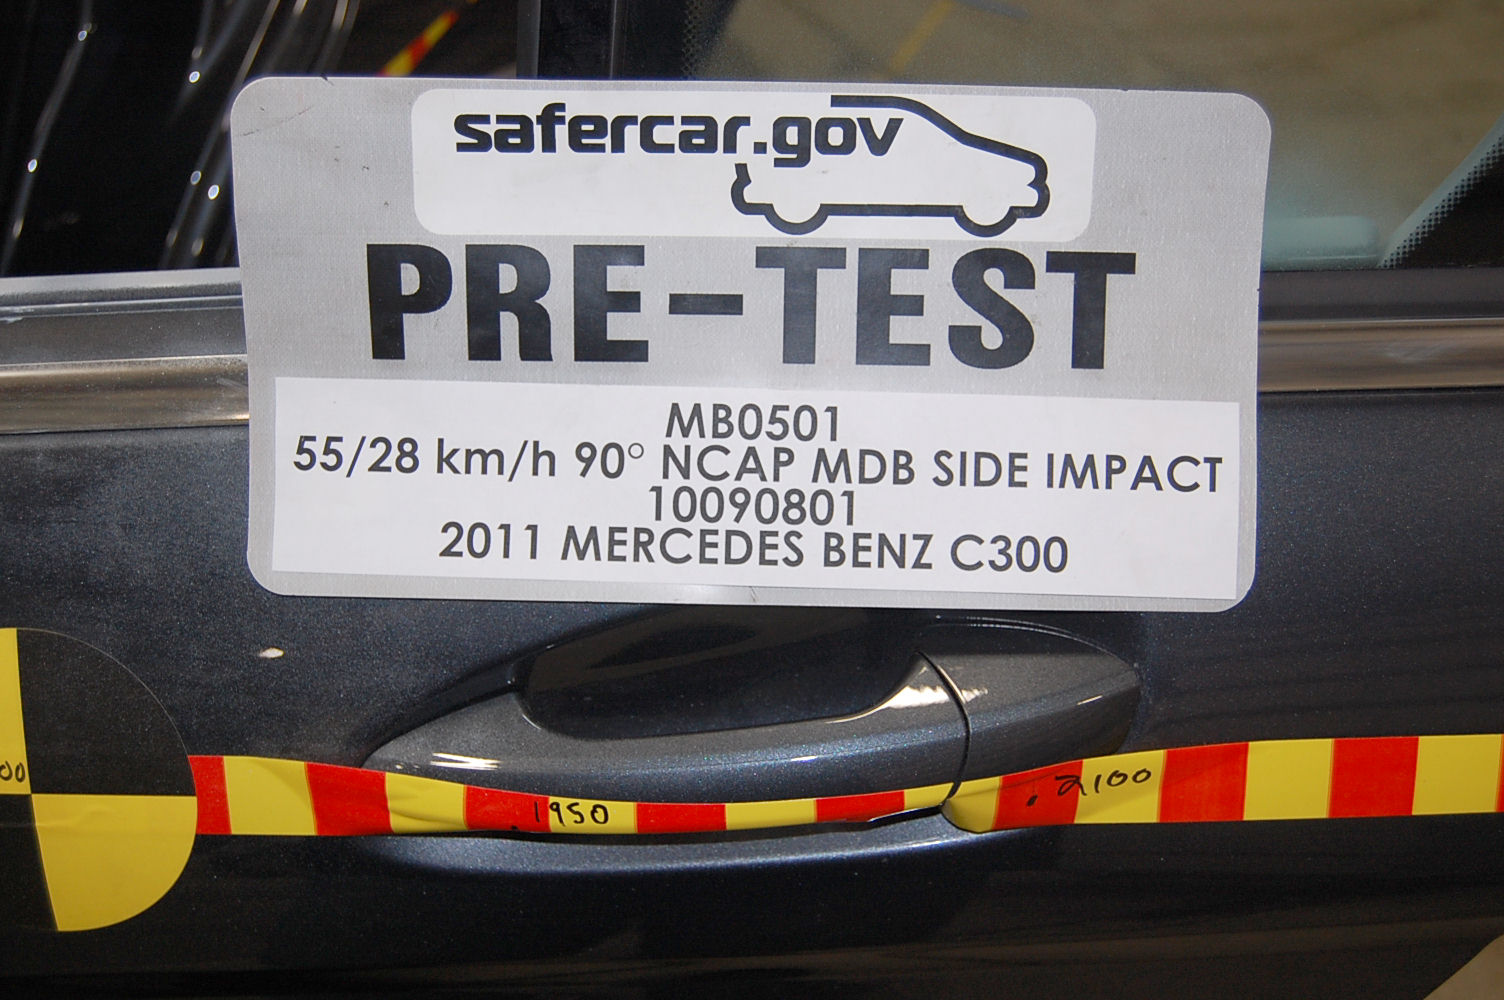 safercar.gov
PRE-TEST
MB0501
55/28 km/h 90° NCAP MDB SIDE IMPACT
10090801
2011 MERCEDES BENZ C300
00
1950
2100